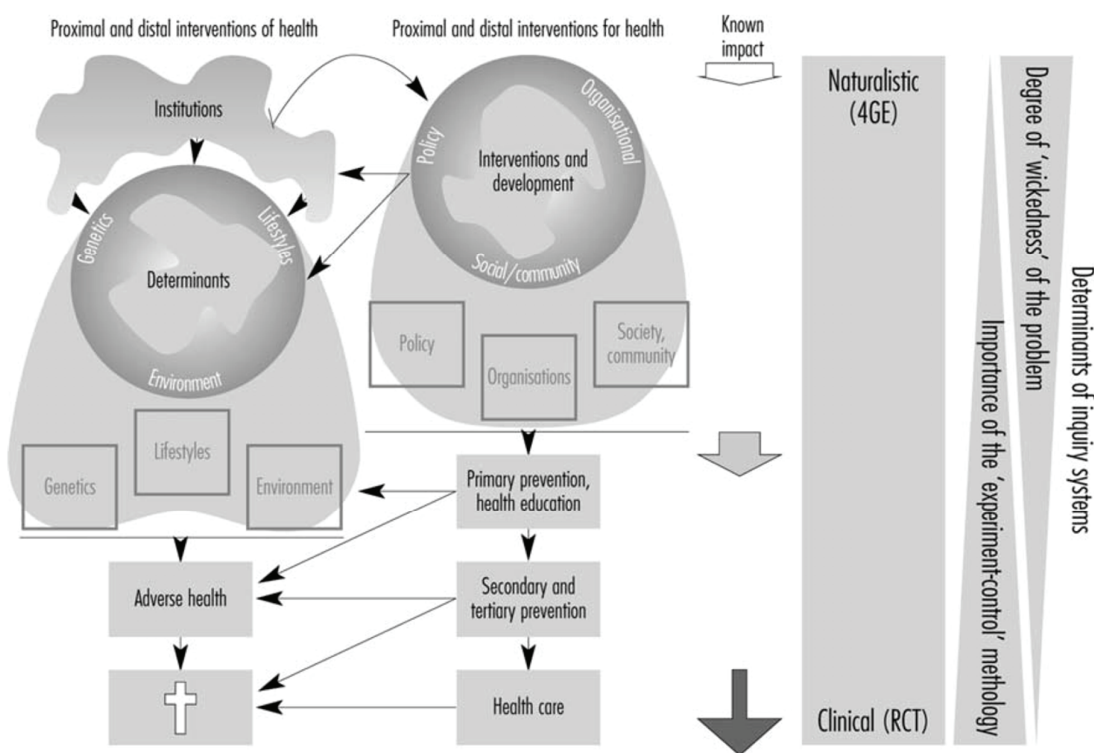 Proximal and distal interventions of health
Proximal and distal interventions for health
Known
impact
Institutions
Policy
Organisational
Interventions and
development
Social/community
Genetics
Lifestyles
Determinants
Environment
Policy
Organisations
Society,
community
Genetics
Lifestyles
Environment
Primary prevention,
health education
Adverse health
Secondary and
tertiary prevention
Health care
Naturalistic
(4GE)
Clinical (RCT)
Importance of the 'experiment-control' methology
Degree of 'wickedness' of the problem
Determinants of inquiry systems